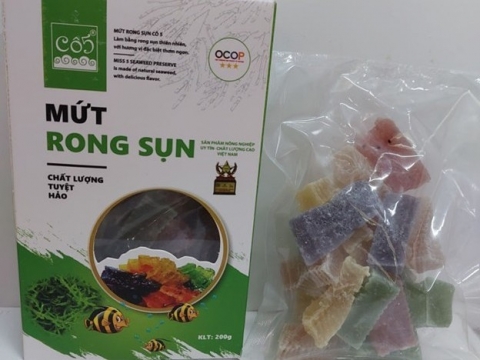 cô5
MỨT RONG SỤN CÔ 5
Làm bằng rong sụn thiên nhiên,
với hương vị đặc biệt thơm ngon.
MISS 5 SEAWEED PRESERVE
is made of natural seaweed,
with delicious flavor.
OCOP
MỨT
RONG SỤN
SẢN PHẨM NÔNG NGHIỆP
UY TÍN - CHẤT LƯỢNG CAO
VIỆT NAM
CHẤT LƯỢNG
TUYỆT
HẢO
KLT: 200g